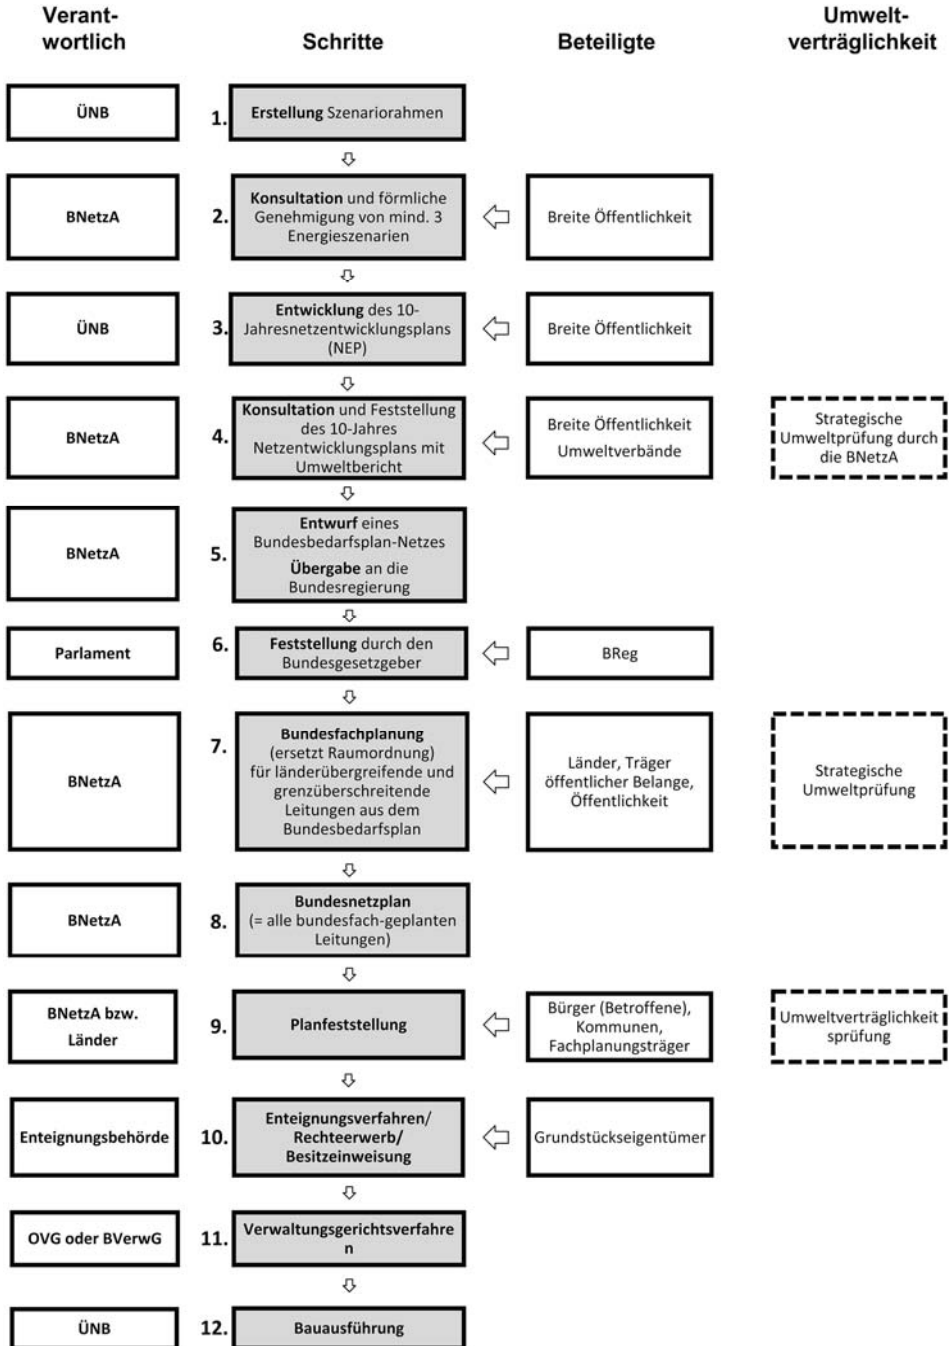 Verant-
wortlich
Schritte
Beteiligte
Umwelt-
verträglichkeit
ÜNB
1.
Erstellung Szenariorahmen
BNetzA
2.
Konsultation und förmliche
Genehmigung von mind. 3
Energieszenarien
Breite Öffentlichkeit
ÜNB
3.
Entwicklung des 10-
Jahresnetzentwicklungsplans
(NEP)
Breite Öffentlichkeit
BNetzA
4.
Konsultation und Feststellung
des 10-Jahres
Netzentwicklungsplans mit
Umweltbericht
Breite Öffentlichkeit
Umweltverbände
Strategische
Umweltprüfung durch
die BNetzA
BNetzA
5.
Entwurf eines
Bundesbedarfsplan-Netzes
Übergabe an die
Bundesregierung
Parlament
6.
Feststellung durch den
Bundesgesetzgeber
BReg
BNetzA
7.
Bundesfachplanung
(ersetzt Raumordnung)
für länderübergreifende und
grenzüberschreitende
Leitungen aus dem
Bundesbedarfsplan
Länder, Träger
öffentlicher Belange,
Öffentlichkeit
Strategische
Umweltprüfung
BNetzA
8.
Bundesnetzplan
(= alle bundesfach-geplanten
Leitungen)
BNetzA bzw.
Länder
9.
Planfeststellung
Bürger (Betroffene),
Kommunen,
Fachplanungsträger
Umweltverträglichkeit
sprüfung
Enteignungsbehörde
10.
Enteignungsverfahren/
Rechteerwerb/
Besitzeinweisung
Grundstückseigentümer
OVG oder BVerwG
11.
Verwaltungsgerichtsverfahre
n
ÜNB
12.
Bauausführung